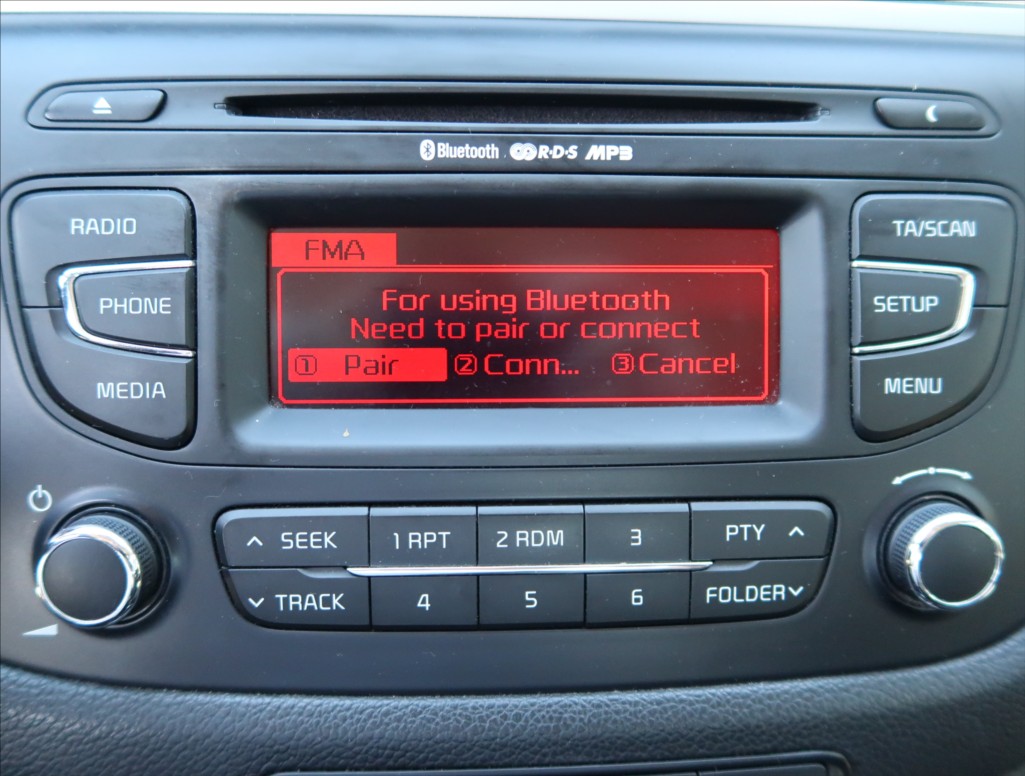 Bluetooth R·D·S MP3
RADIO
PHONE
MEDIA
FMA
For using Bluetooth
Need to pair or connect
① Pair ② Conn... ③ Cancel
TA/SCAN
SETUP
MENU
SEEK 1 RPT 2 RDM 3 PTY
TRACK 4 5 6 FOLDER